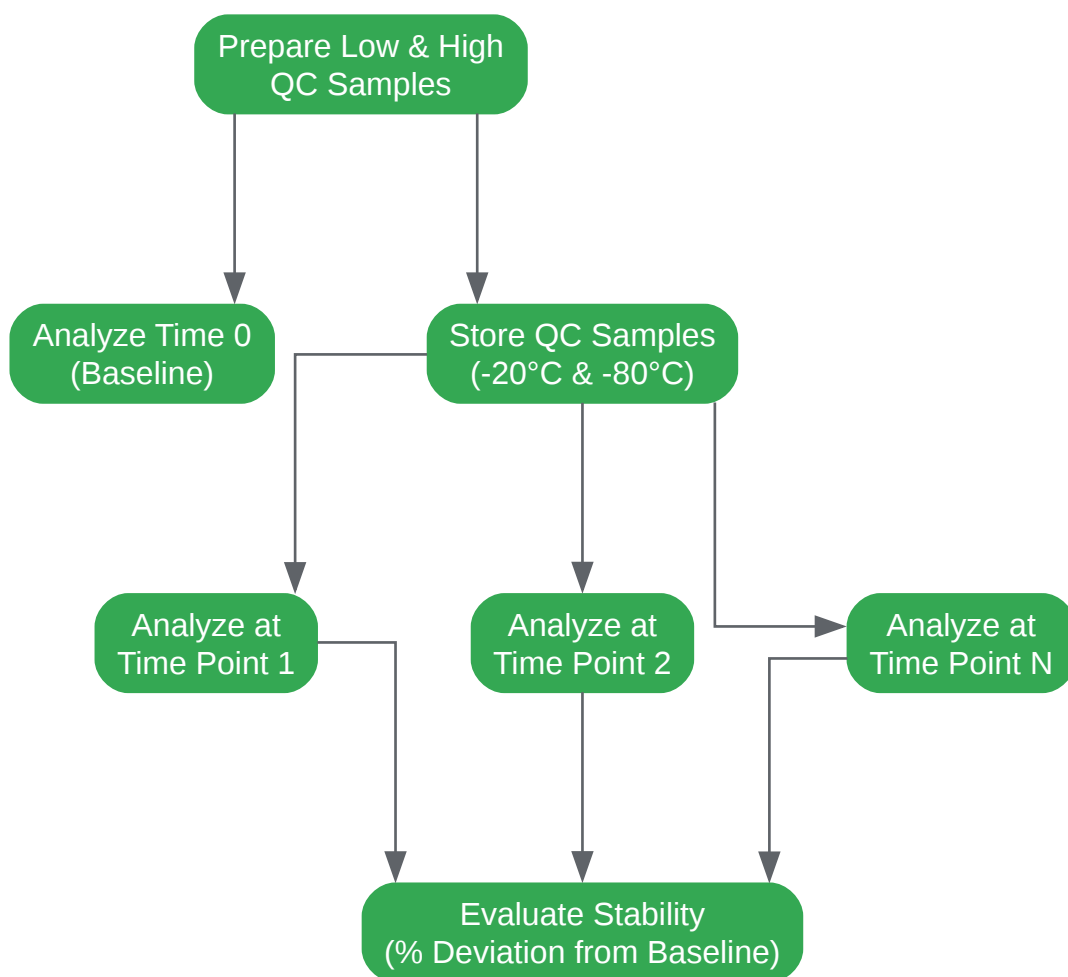 Prepare Low & High
QC Samples
Analyze Time 0
(Baseline)
Store QC Samples
(-20°C & -80°C)
Analyze at
Time Point 1
Analyze at
Time Point 2
Analyze at
Time Point N
Evaluate Stability
(% Deviation from Baseline)